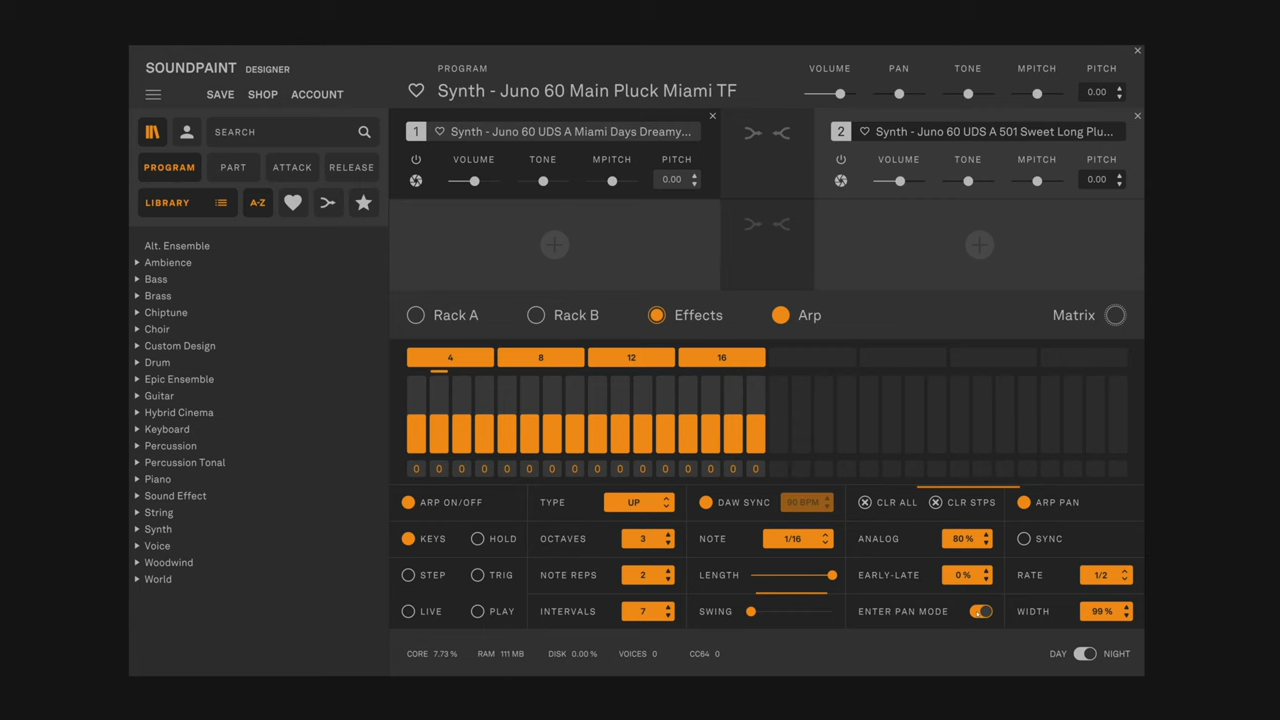 SOUNDPAINT DESIGNER
SAVE SHOP ACCOUNT
SEARCH
PROGRAM PART ATTACK RELEASE
LIBRARY A-Z
Alt. Ensemble
Ambience
Bass
Brass
Chiptune
Choir
Custom Design
Drum
Epic Ensemble
Guitar
Hybrid Cinema
Keyboard
Percussion
Percussion Tonal
Piano
Sound Effect
String
Synth
Voice
Woodwind
World
PROGRAM
Synth - Juno 60 Main Pluck Miami TF
VOLUME PAN TONE MPITCH PITCH
0.00
1 Synth - Juno 60 UDS A Miami Days Dreamy...
VOLUME TONE MPITCH PITCH
0.00
2 Synth - Juno 60 UDS A 501 Sweet Long Plu...
VOLUME TONE MPITCH PITCH
0.00
Rack A Rack B Effects Arp Matrix
4 8 12 16
0 0 0 0 0 0 0 0 0 0 0 0 0 0 0 0
ARP ON/OFF TYPE UP DAW SYNC 90 BPM CLR ALL CLR STPS ARP PAN
KEYS HOLD OCTAVES 3 NOTE 1/16 ANALOG 80 % SYNC
STEP TRIG NOTE REPS 2 LENGTH EARLY-LATE 0 % RATE 1/2
LIVE PLAY INTERVALS 7 SWING ENTER PAN MODE WIDTH 99 %
CORE 7.73 % RAM 111 MB DISK 0.00 % VOICES 0 CC64 0 DAY NIGHT